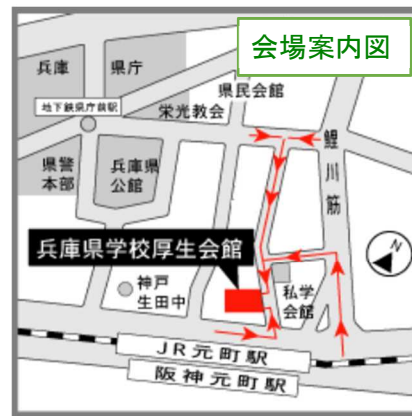 会場案内図
兵庫 県庁
県民会館
地下鉄県庁前駅
栄光教会
鯉川筋
県警
本部
兵庫県
公館
兵庫県学校厚生会館
神戸
生田中
私学
会館
N
JR元町駅
阪神元町駅